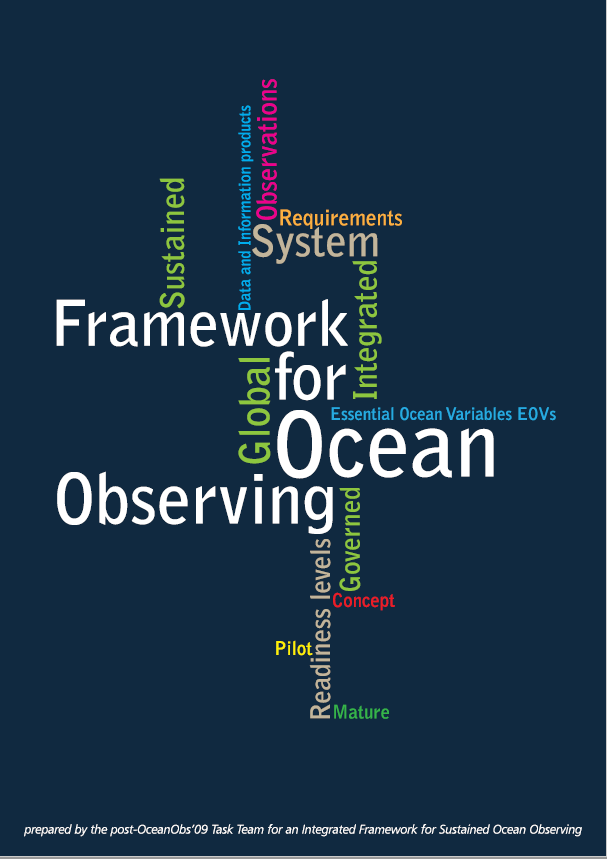 Observations
Data and Information products
Sustained
Requirements
System
Integrated
Framework
for
Global
Essential Ocean Variables EOVs
Ocean
Observing
Governed
Readiness levels
Concept
Pilot
Mature
prepared by the post-OceanObs'09 Task Team for an Integrated Framework for Sustained Ocean Observing